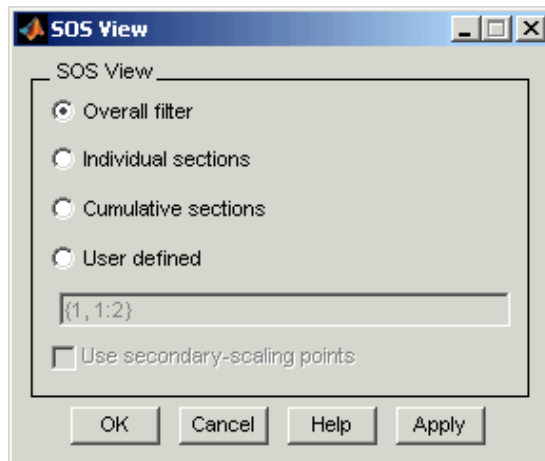 SOS View
SOS View
Overall filter
Individual sections
Cumulative sections
User defined
{1, 1:2}
Use secondary-scaling points
OK Cancel Help Apply